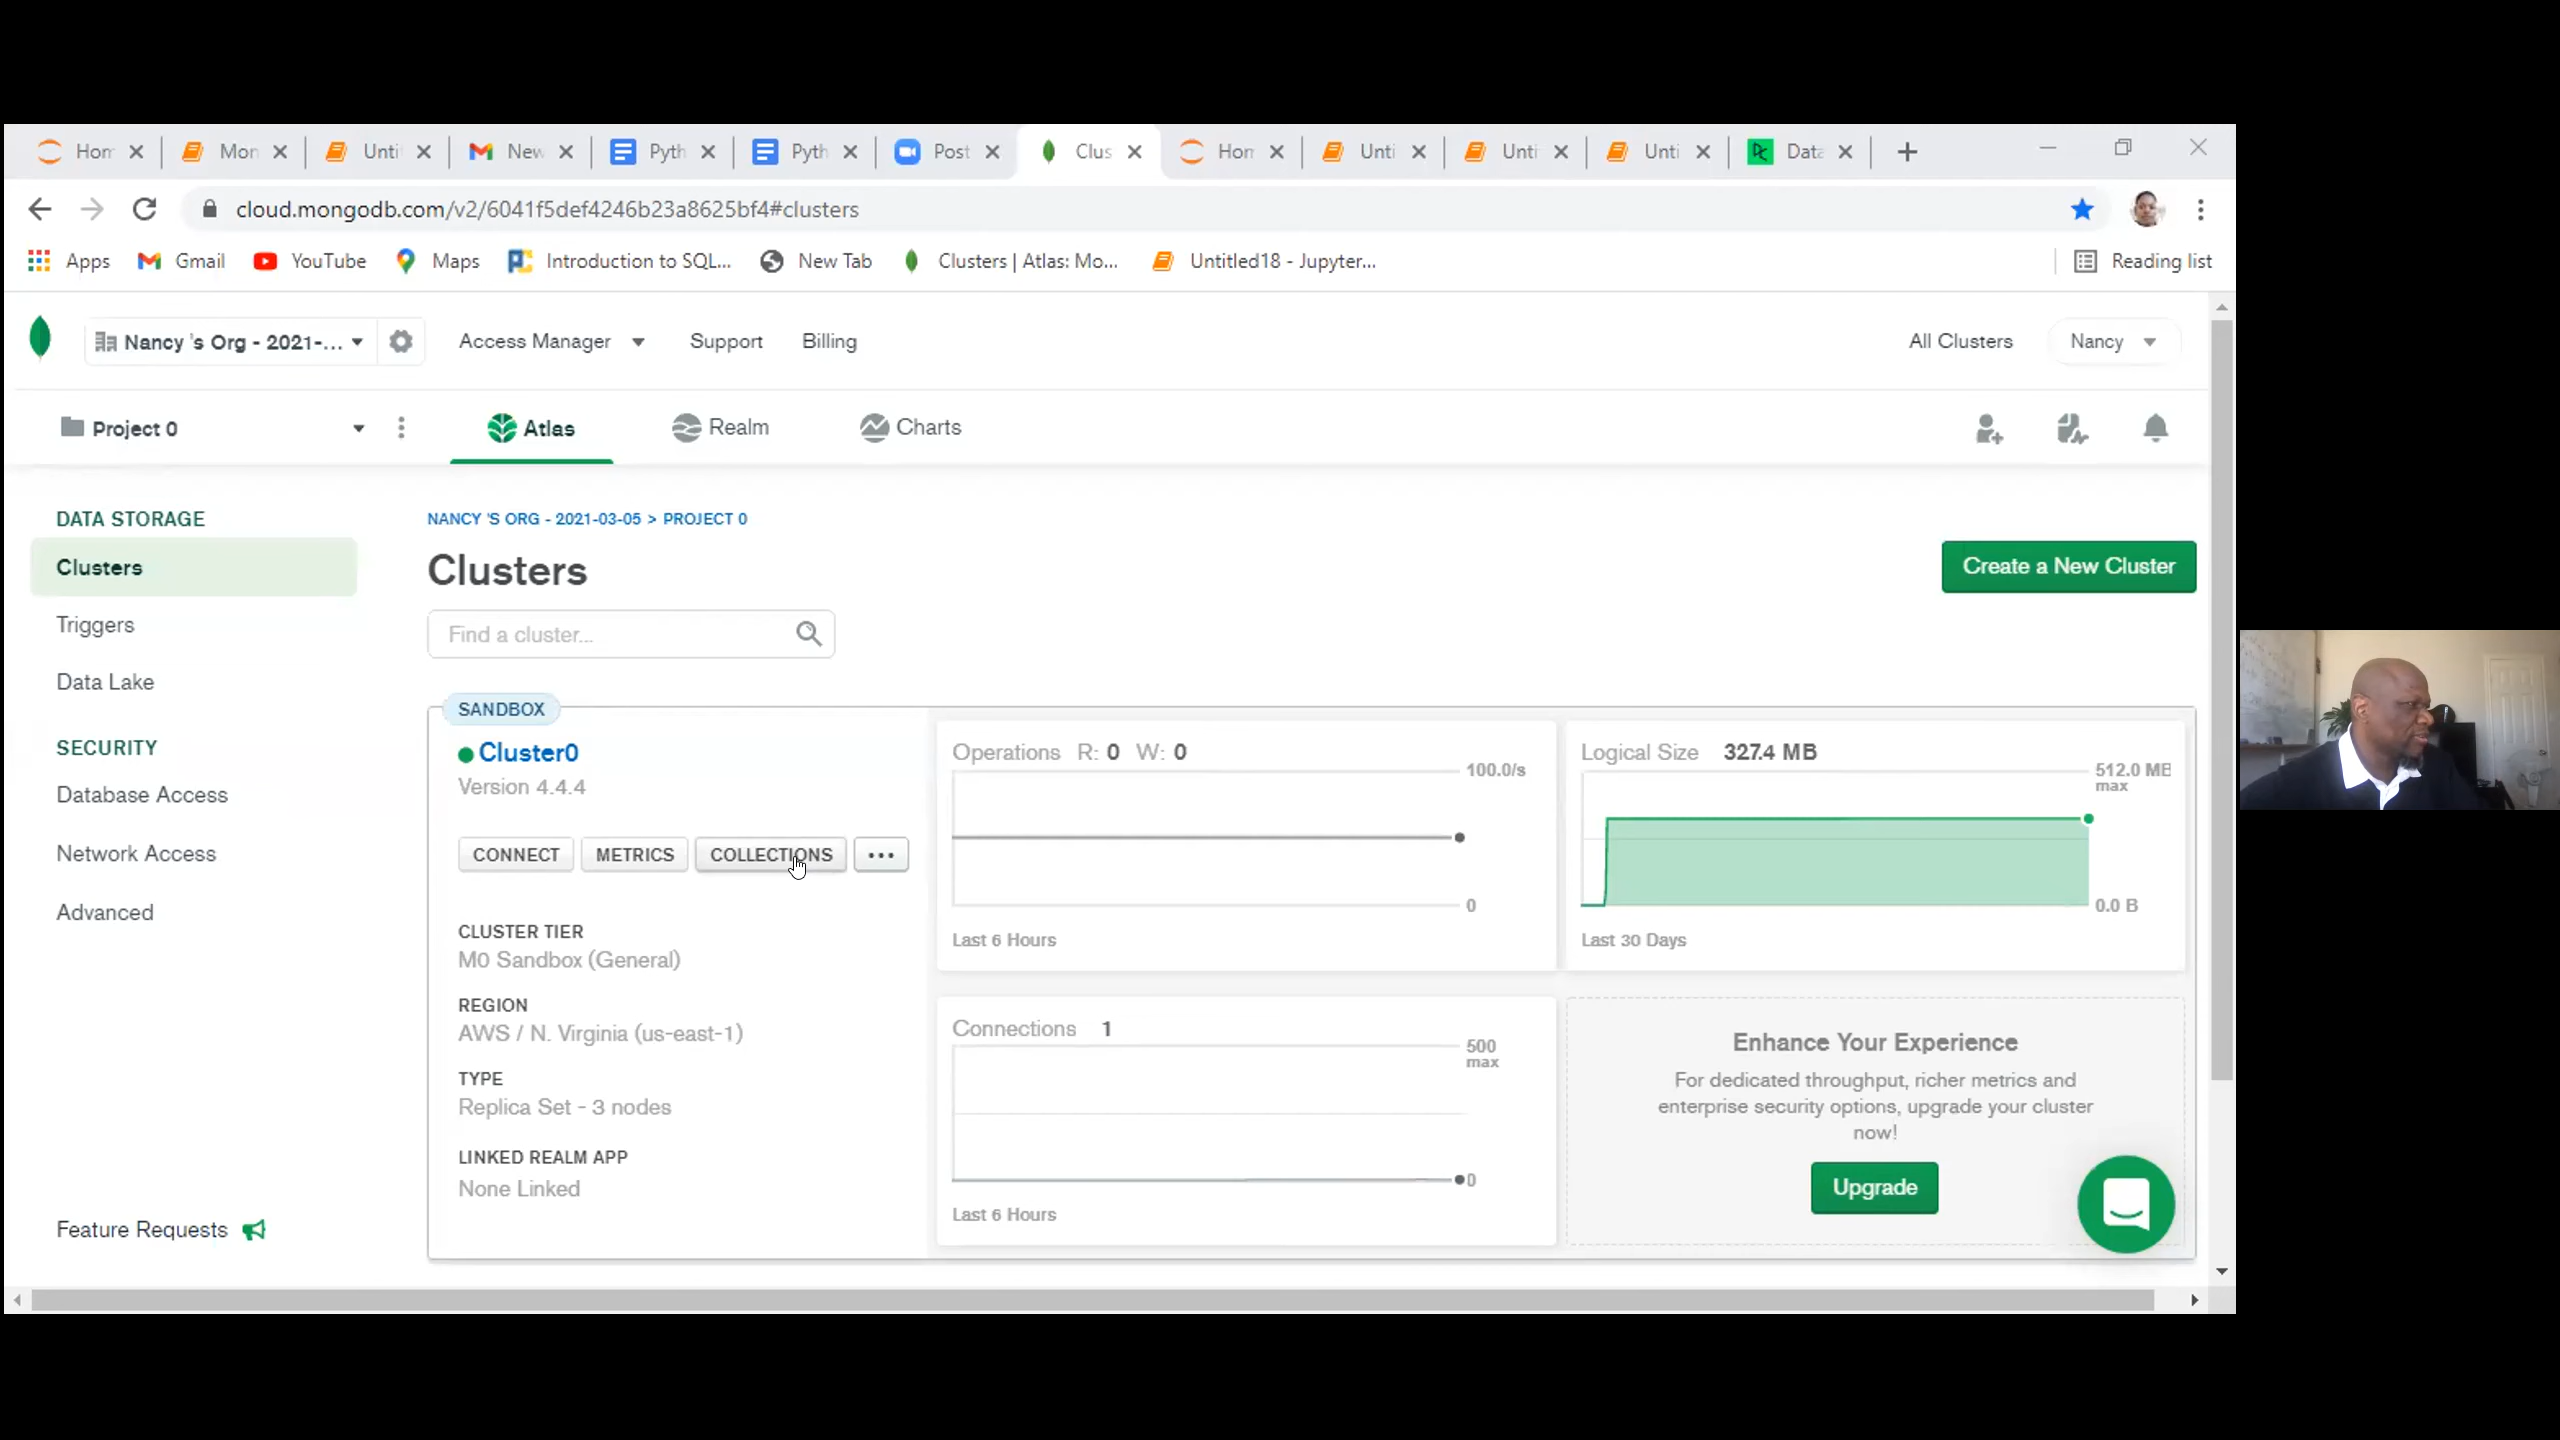 Hom
Mon
Unti
New
Pyth
Pyth
Post
Clus
Hom
Unti
Unti
Unti
Data
cloud.mongodb.com/v2/6041f5def4246b23a8625bf4#clusters
Apps
Gmail
YouTube
Maps
Introduction to SQL...
New Tab
Clusters | Atlas: Mo...
Untitled18 - Jupyter...
Reading list
Nancy 's Org - 2021-...
Access Manager
Support
Billing
All Clusters
Nancy
Project 0
Atlas
Realm
Charts
DATA STORAGE
Clusters
Triggers
Data Lake
SECURITY
Database Access
Network Access
Advanced
Feature Requests
NANCY 'S ORG - 2021-03-05 > PROJECT 0
Clusters
Create a New Cluster
Find a cluster...
SANDBOX
Cluster0
Version 4.4.4
CONNECT
METRICS
COLLECTIONS
...
CLUSTER TIER
M0 Sandbox (General)
REGION
AWS / N. Virginia (us-east-1)
TYPE
Replica Set - 3 nodes
LINKED REALM APP
None Linked
Operations R: 0 W: 0
100.0/s
0
Last 6 Hours
Logical Size 327.4 MB
512.0 MB
max
0.0 B
Last 30 Days
Connections 1
500
max
0
Last 6 Hours
Enhance Your Experience
For dedicated throughput, richer metrics and
enterprise security options, upgrade your cluster
now!
Upgrade